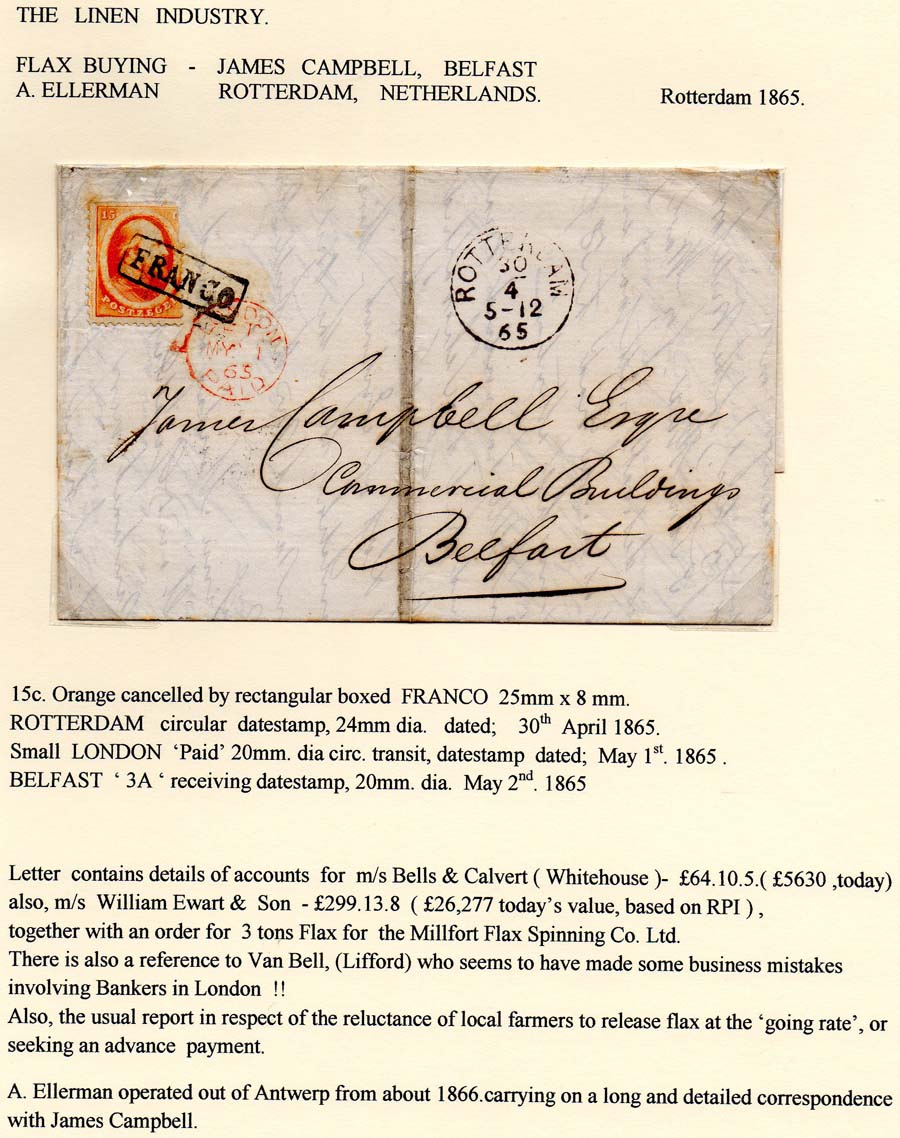 THE LINEN INDUSTRY.
FLAX BUYING - JAMES CAMPBELL, BELFAST
A. ELLERMAN ROTTERDAM, NETHERLANDS.
Rotterdam 1865.
15
POSTZEGEL
FRANCO
LONDON
MY 1
65
PAID
ROTTERDAM
30
4
5-12
65
James Campbell Esqre
Commercial Buildings
Belfast
15c. Orange cancelled by rectangular boxed FRANCO 25mm x 8 mm.
ROTTERDAM circular datestamp, 24mm dia. dated; 30th April 1865.
Small LONDON ‘Paid’ 20mm. dia circ. transit, datestamp dated; May 1st. 1865 .
BELFAST ‘ 3A ‘ receiving datestamp, 20mm. dia. May 2nd. 1865
Letter contains details of accounts for m/s Bells & Calvert ( Whitehouse )- £64.10.5.( £5630 ,today)
also, m/s William Ewart & Son - £299.13.8 ( £26,277 today’s value, based on RPI ) ,
together with an order for 3 tons Flax for the Millfort Flax Spinning Co. Ltd.
There is also a reference to Van Bell, (Lifford) who seems to have made some business mistakes
involving Bankers in London !!
Also, the usual report in respect of the reluctance of local farmers to release flax at the ‘going rate’, or
seeking an advance payment.
A. Ellerman operated out of Antwerp from about 1866.carrying on a long and detailed correspondence
with James Campbell.